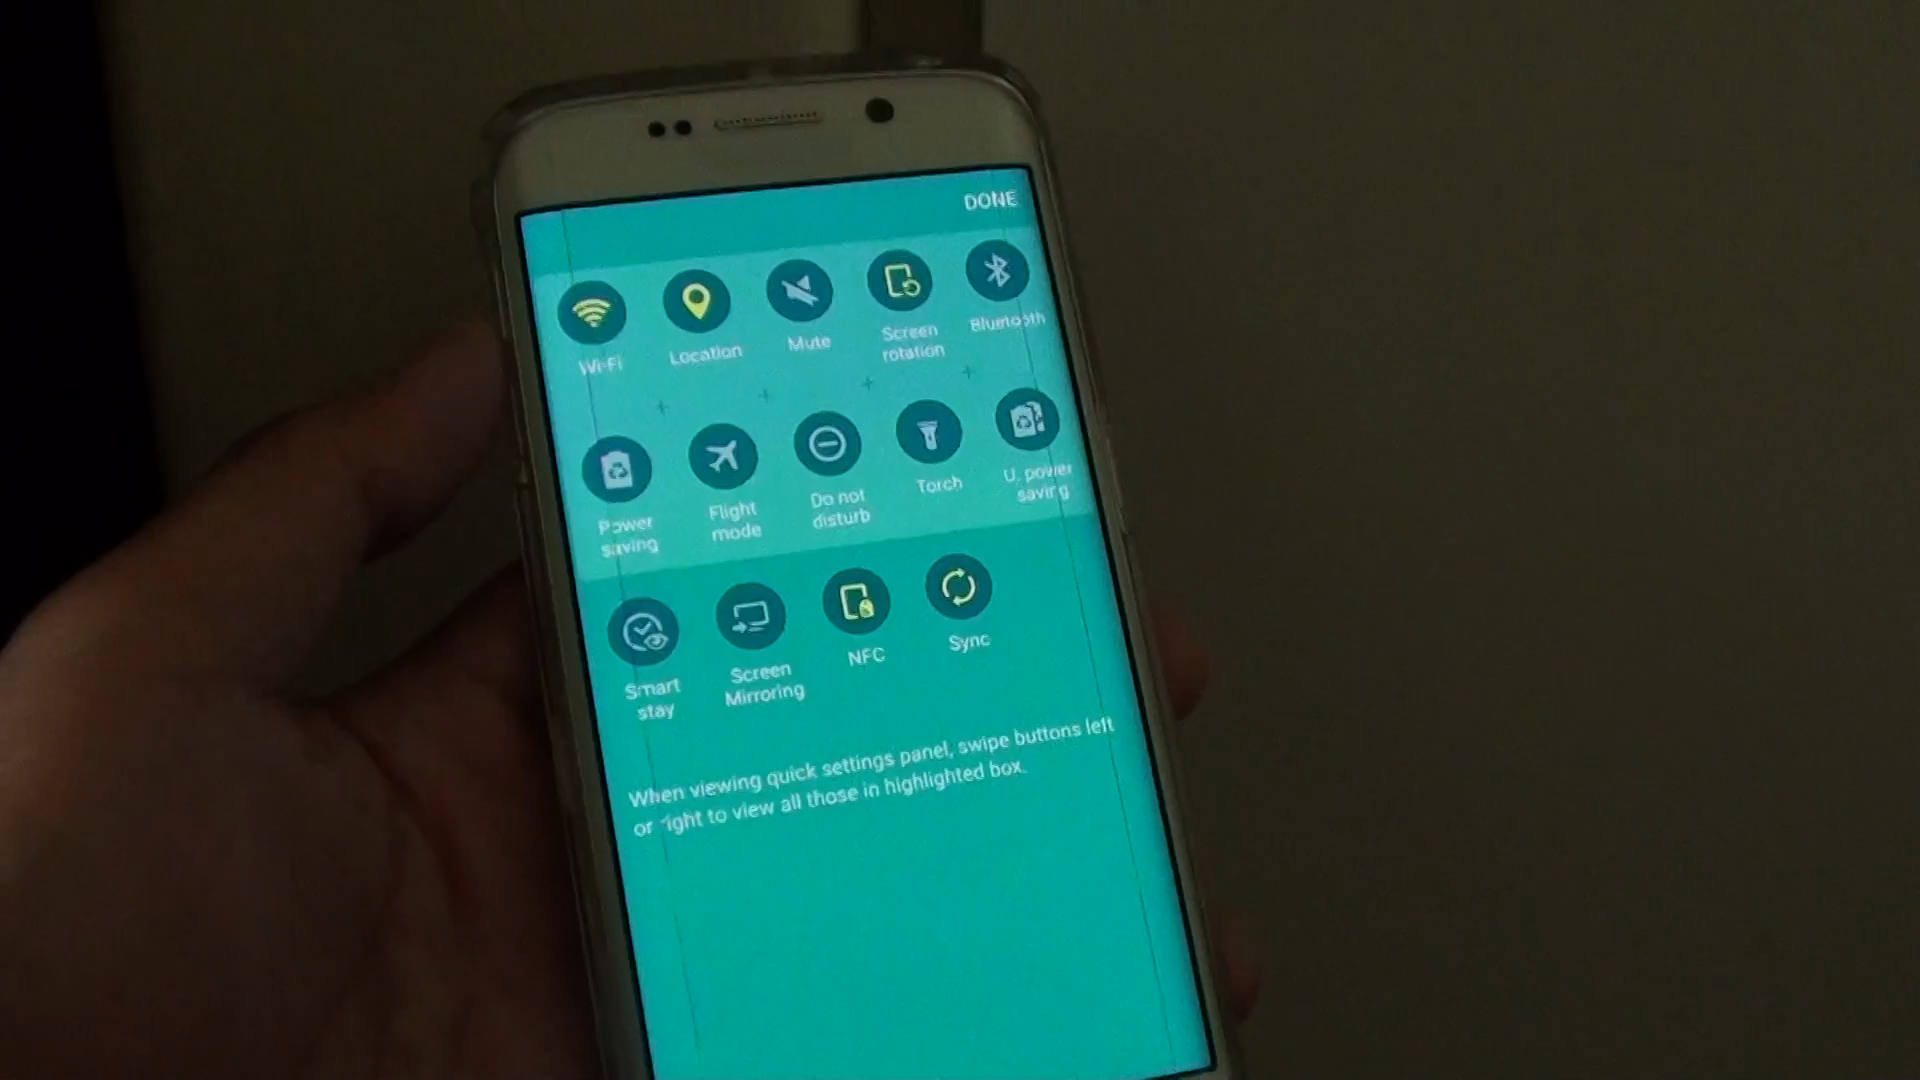 DONE
Wi-Fi
Location
Mute
Screen
rotation
Bluetooth
Power
saving
Flight
mode
Do not
disturb
Torch
U. power
saving
Smart
stay
Screen
Mirroring
NFC
Sync
When viewing quick settings panel, swipe buttons left
or right to view all those in highlighted box.